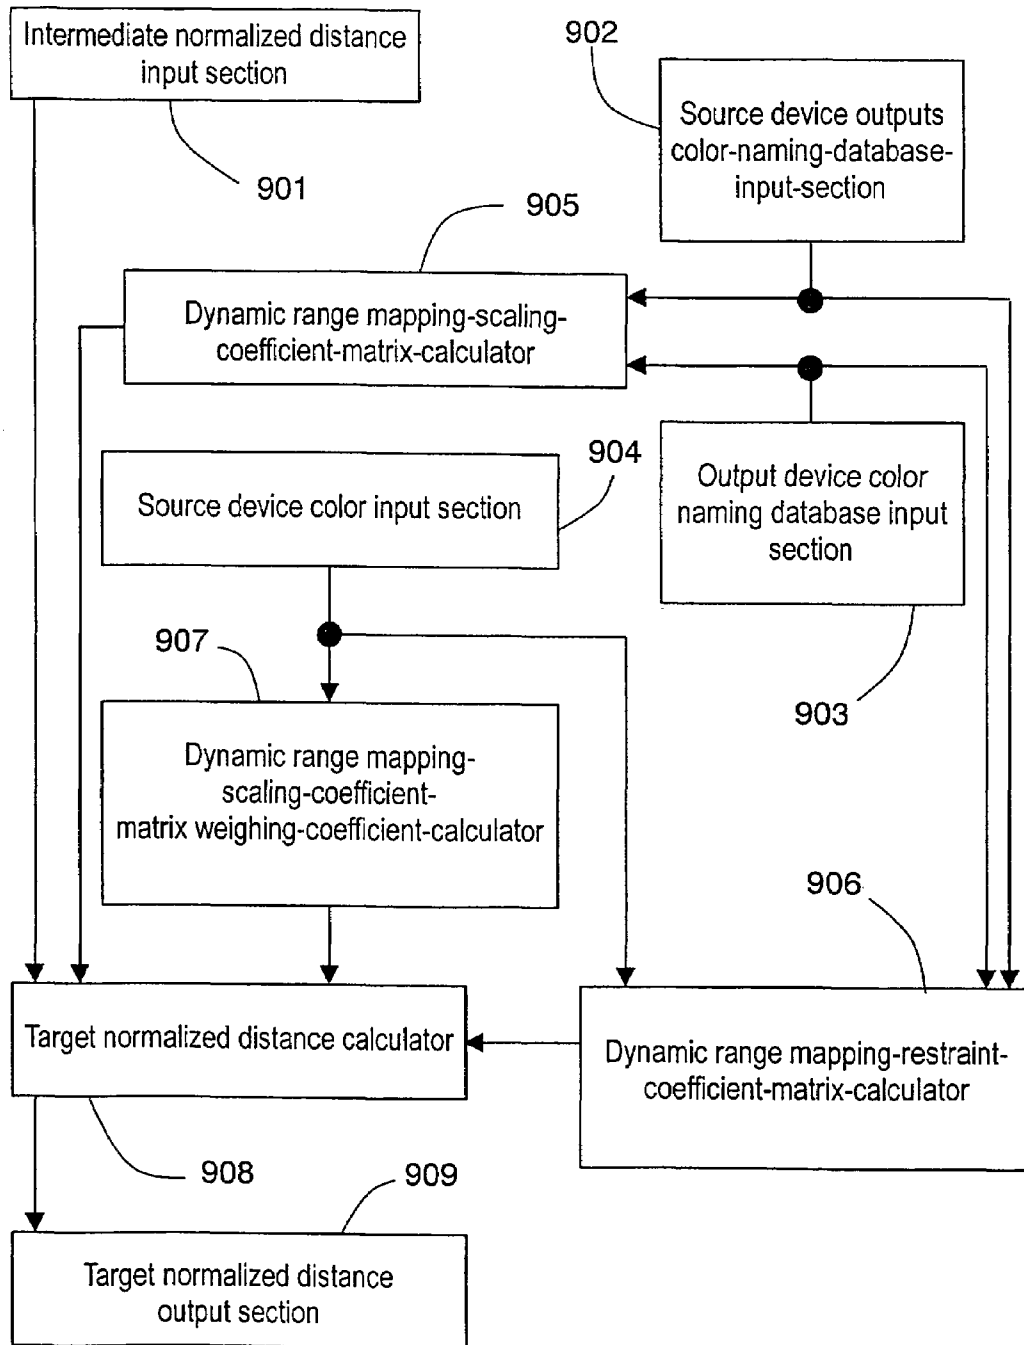 Intermediate normalized distance
input section
901
902
Source device outputs
color-naming-database-
input-section
905
Dynamic range mapping-scaling-
coefficient-matrix-calculator
904
Source device color input section
Output device color
naming database input
section
903
907
Dynamic range mapping-
scaling-coefficient-
matrix weighing-coefficient-calculator
906
Target normalized distance calculator
Dynamic range mapping-restraint-
coefficient-matrix-calculator
908
909
Target normalized distance
output section